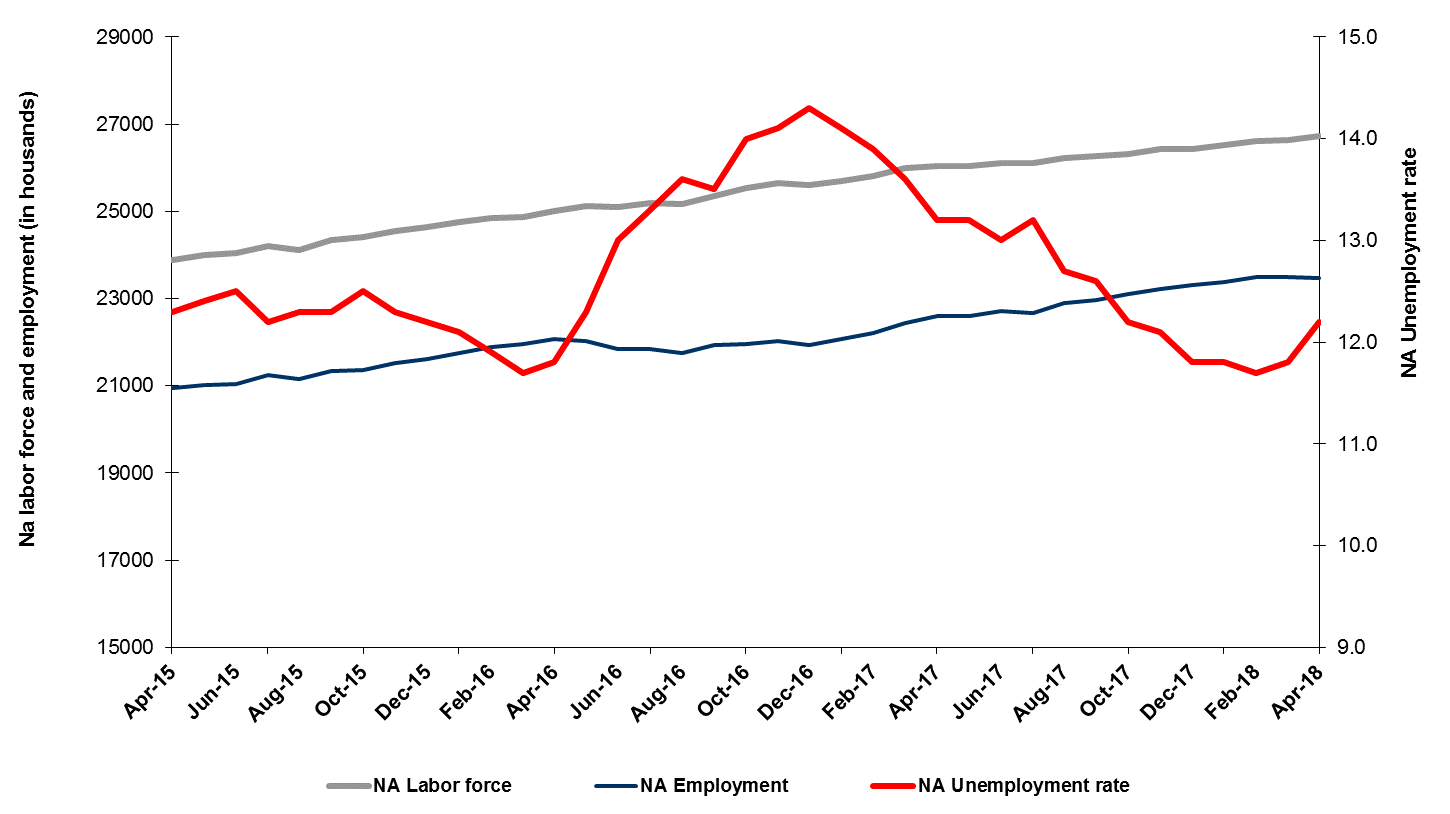 29000
27000
25000
23000
21000
19000
17000
15000
Na labor force and employment (in housands)
15.0
14.0
13.0
12.0
11.0
10.0
9.0
NA Unemployment rate
Apr-15
Jun-15
Aug-15
Oct-15
Dec-15
Feb-16
Apr-16
Jun-16
Aug-16
Oct-16
Dec-16
Feb-17
Apr-17
Jun-17
Aug-17
Oct-17
Dec-17
Feb-18
Apr-18
NA Labor force
NA Employment
NA Unemployment rate